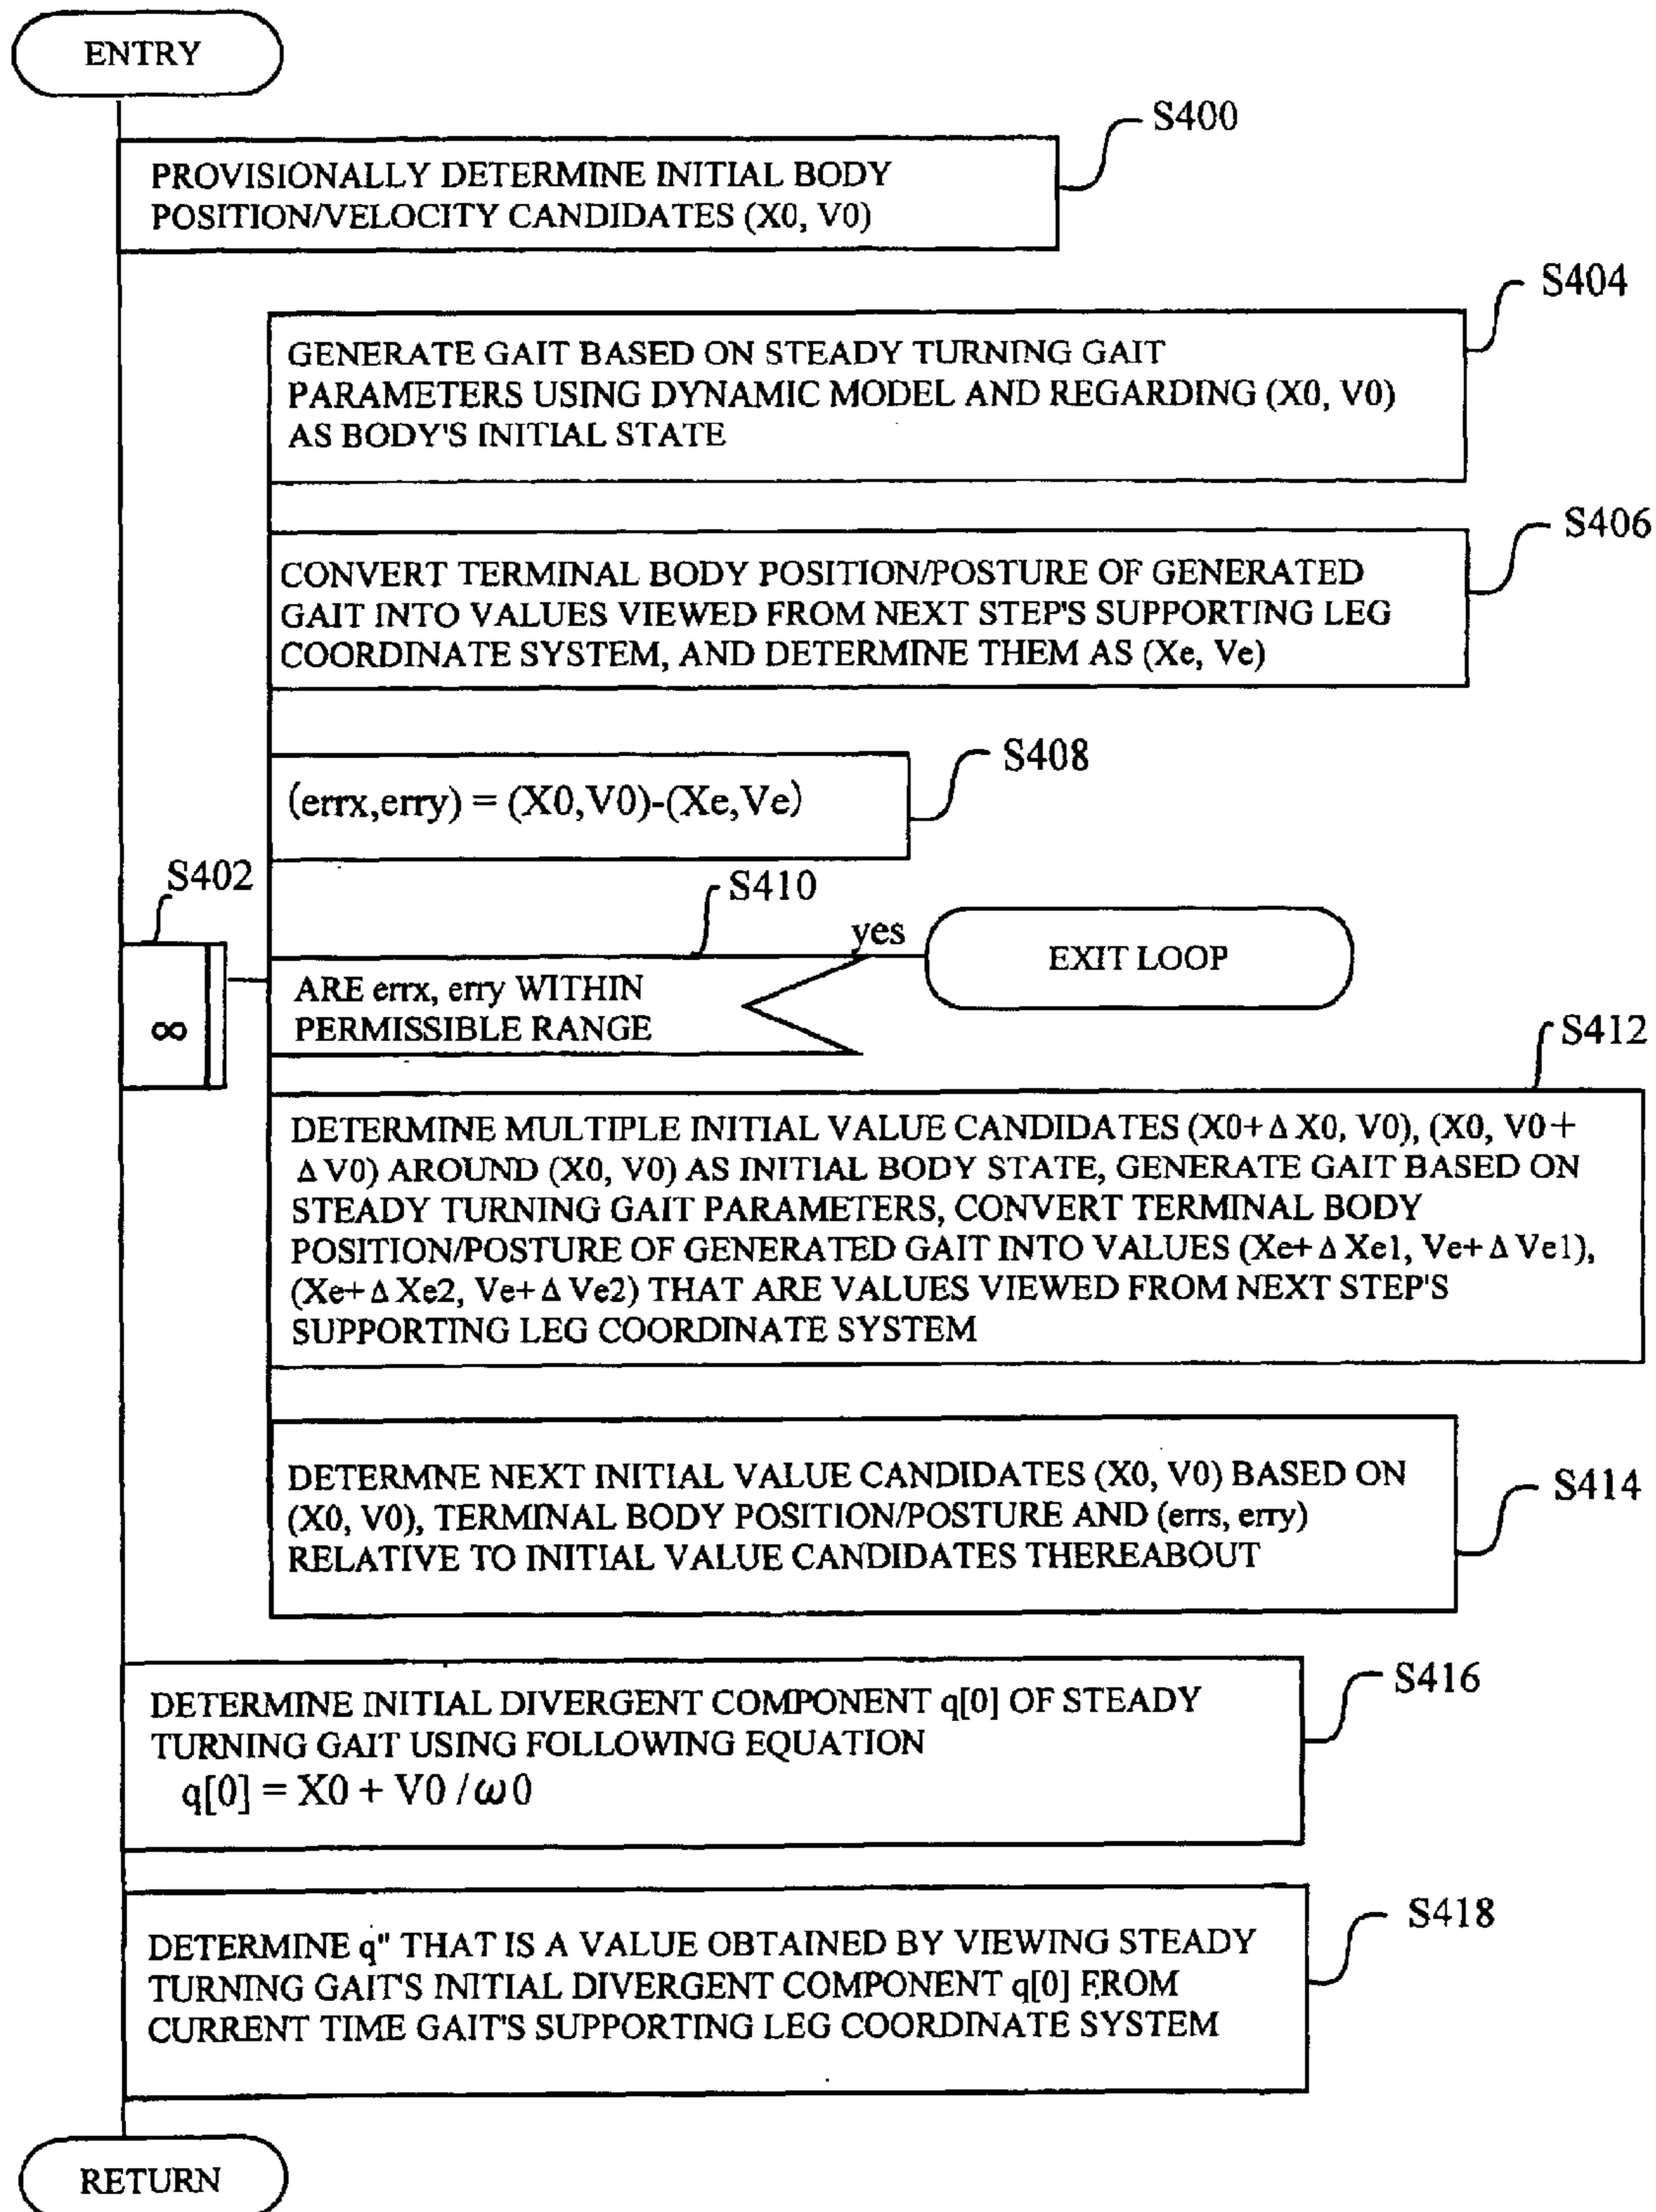 ENTRY
S400
PROVISIONALLY DETERMINE INITIAL BODY
POSITION/VELOCITY CANDIDATES (X0, V0)
S404
GENERATE GAIT BASED ON STEADY TURNING GAIT
PARAMETERS USING DYNAMIC MODEL AND REGARDING (X0, V0)
AS BODY'S INITIAL STATE
S406
CONVERT TERMINAL BODY POSITION/POSTURE OF GENERATED
GAIT INTO VALUES VIEWED FROM NEXT STEP'S SUPPORTING LEG
COORDINATE SYSTEM, AND DETERMINE THEM AS (Xe, Ve)
S408
(errx,erry) = (X0,V0)-(Xe,Ve)
S402
∞
S410
yes
EXIT LOOP
ARE errx, erry WITHIN
PERMISSIBLE RANGE
S412
DETERMINE MULTIPLE INITIAL VALUE CANDIDATES (X0+Δ X0, V0), (X0, V0+
Δ V0) AROUND (X0, V0) AS INITIAL BODY STATE, GENERATE GAIT BASED ON
STEADY TURNING GAIT PARAMETERS, CONVERT TERMINAL BODY
POSITION/POSTURE OF GENERATED GAIT INTO VALUES (Xe+Δ Xe1, Ve+Δ Ve1),
(Xe+Δ Xe2, Ve+Δ Ve2) THAT ARE VALUES VIEWED FROM NEXT STEP'S
SUPPORTING LEG COORDINATE SYSTEM
S414
DETERMNE NEXT INITIAL VALUE CANDIDATES (X0, V0) BASED ON
(X0, V0), TERMINAL BODY POSITION/POSTURE AND (errs, erry)
RELATIVE TO INITIAL VALUE CANDIDATES THEREABOUT
S416
DETERMINE INITIAL DIVERGENT COMPONENT q[0] OF STEADY
TURNING GAIT USING FOLLOWING EQUATION
q[0] = X0 + V0 /ω0
S418
DETERMINE q" THAT IS A VALUE OBTAINED BY VIEWING STEADY
TURNING GAIT'S INITIAL DIVERGENT COMPONENT q[0] FROM
CURRENT TIME GAIT'S SUPPORTING LEG COORDINATE SYSTEM
RETURN